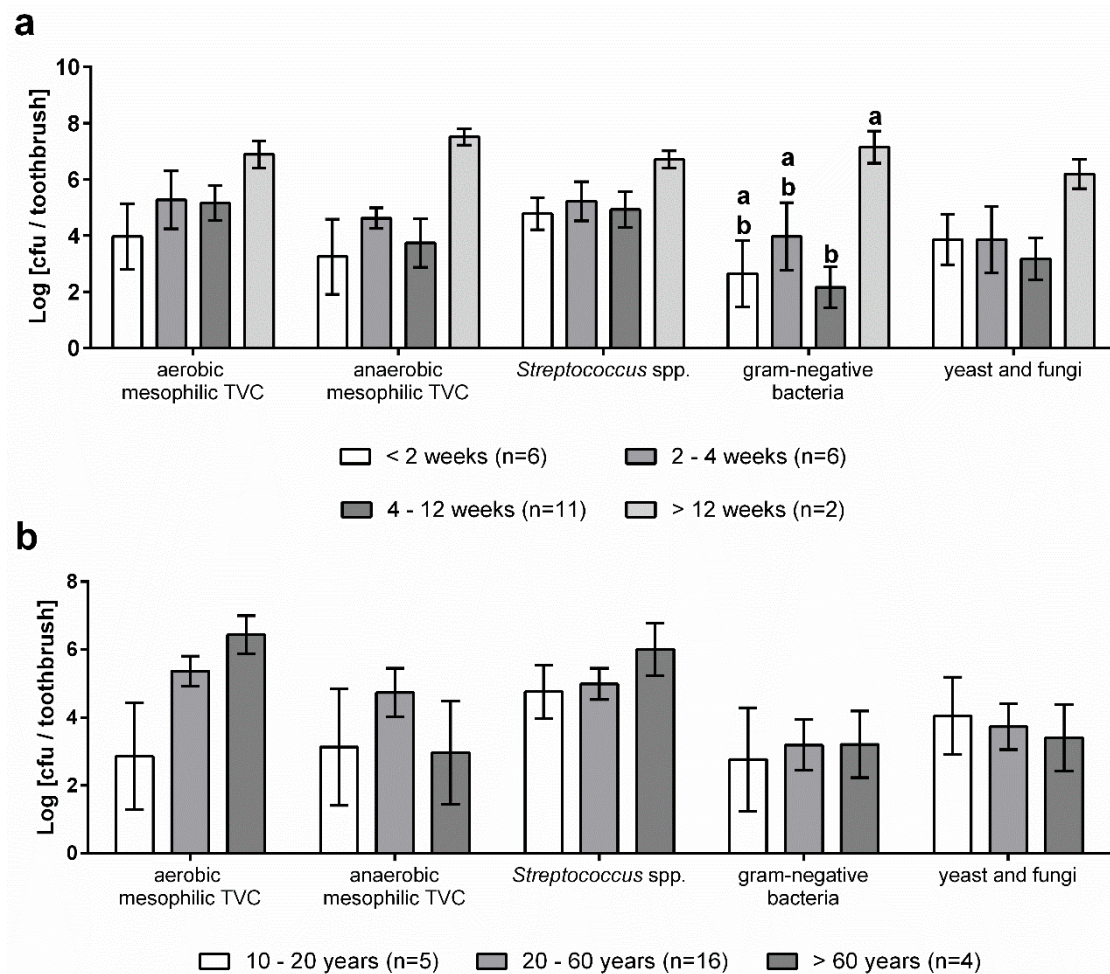 a
Log [cfu / toothbrush]
10
8
6
4
2
0
a
b
a
b
b
a
aerobic
mesophilic TVC
anaerobic
mesophilic TVC
Streptococcus spp.
gram-negative
bacteria
yeast and fungi
< 2 weeks (n=6)
2 - 4 weeks (n=6)
4 - 12 weeks (n=11)
> 12 weeks (n=2)
b
Log [cfu / toothbrush]
8
6
4
2
0
aerobic
mesophilic TVC
anaerobic
mesophilic TVC
Streptococcus spp.
gram-negative
bacteria
yeast and fungi
10 - 20 years (n=5)
20 - 60 years (n=16)
> 60 years (n=4)